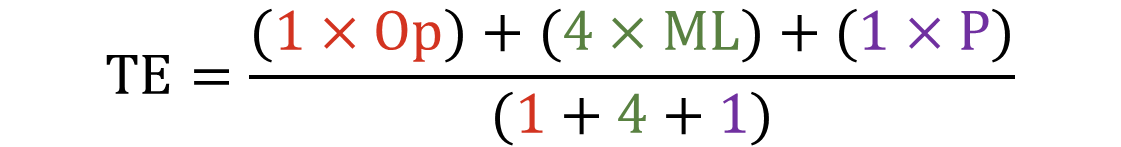 TE = (1 × Op) + (4 × ML) + (1 × P)
(1 + 4 + 1)